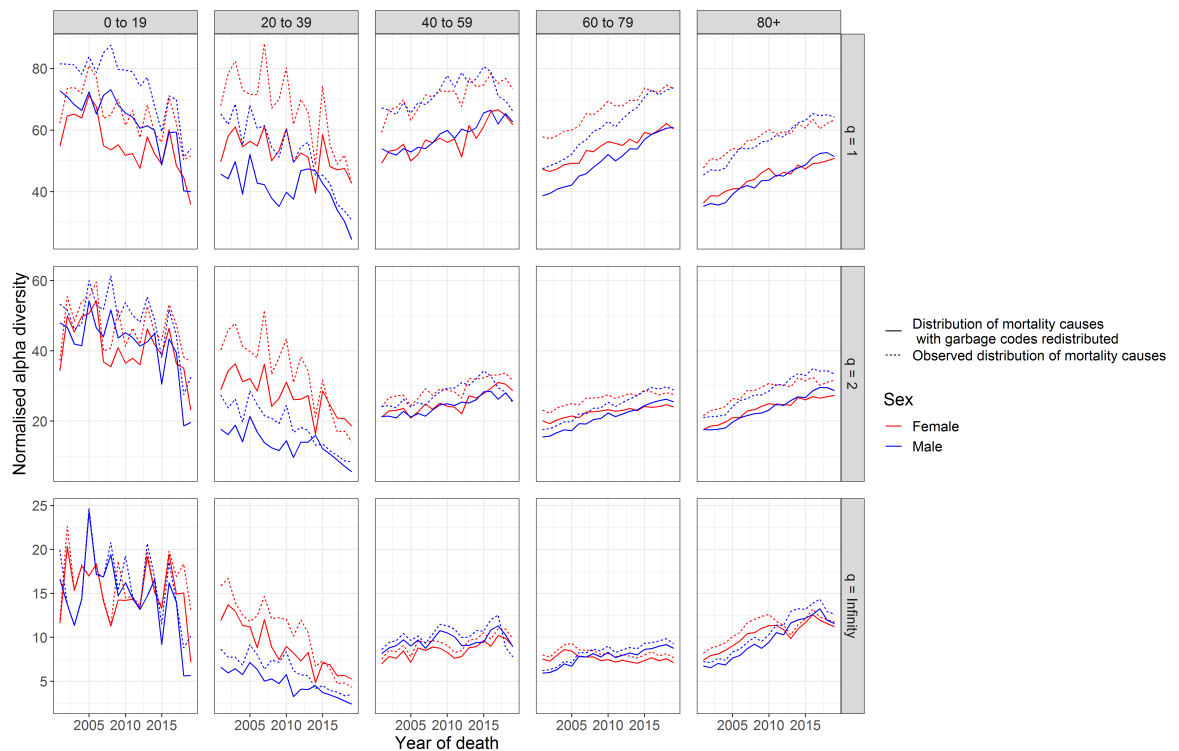 0 to 19 20 to 39 40 to 59 60 to 79 80+
80
60
40
q = 1
60
40
20
q = 2
25
20
15
10
5
q = Infinity
2005 2010 2015 2005 2010 2015 2005 2010 2015 2005 2010 2015 2005 2010 2015
Year of death
Normalised alpha diversity
Distribution of mortality causes
with garbage codes redistributed
Observed distribution of mortality causes
Sex
Female
Male